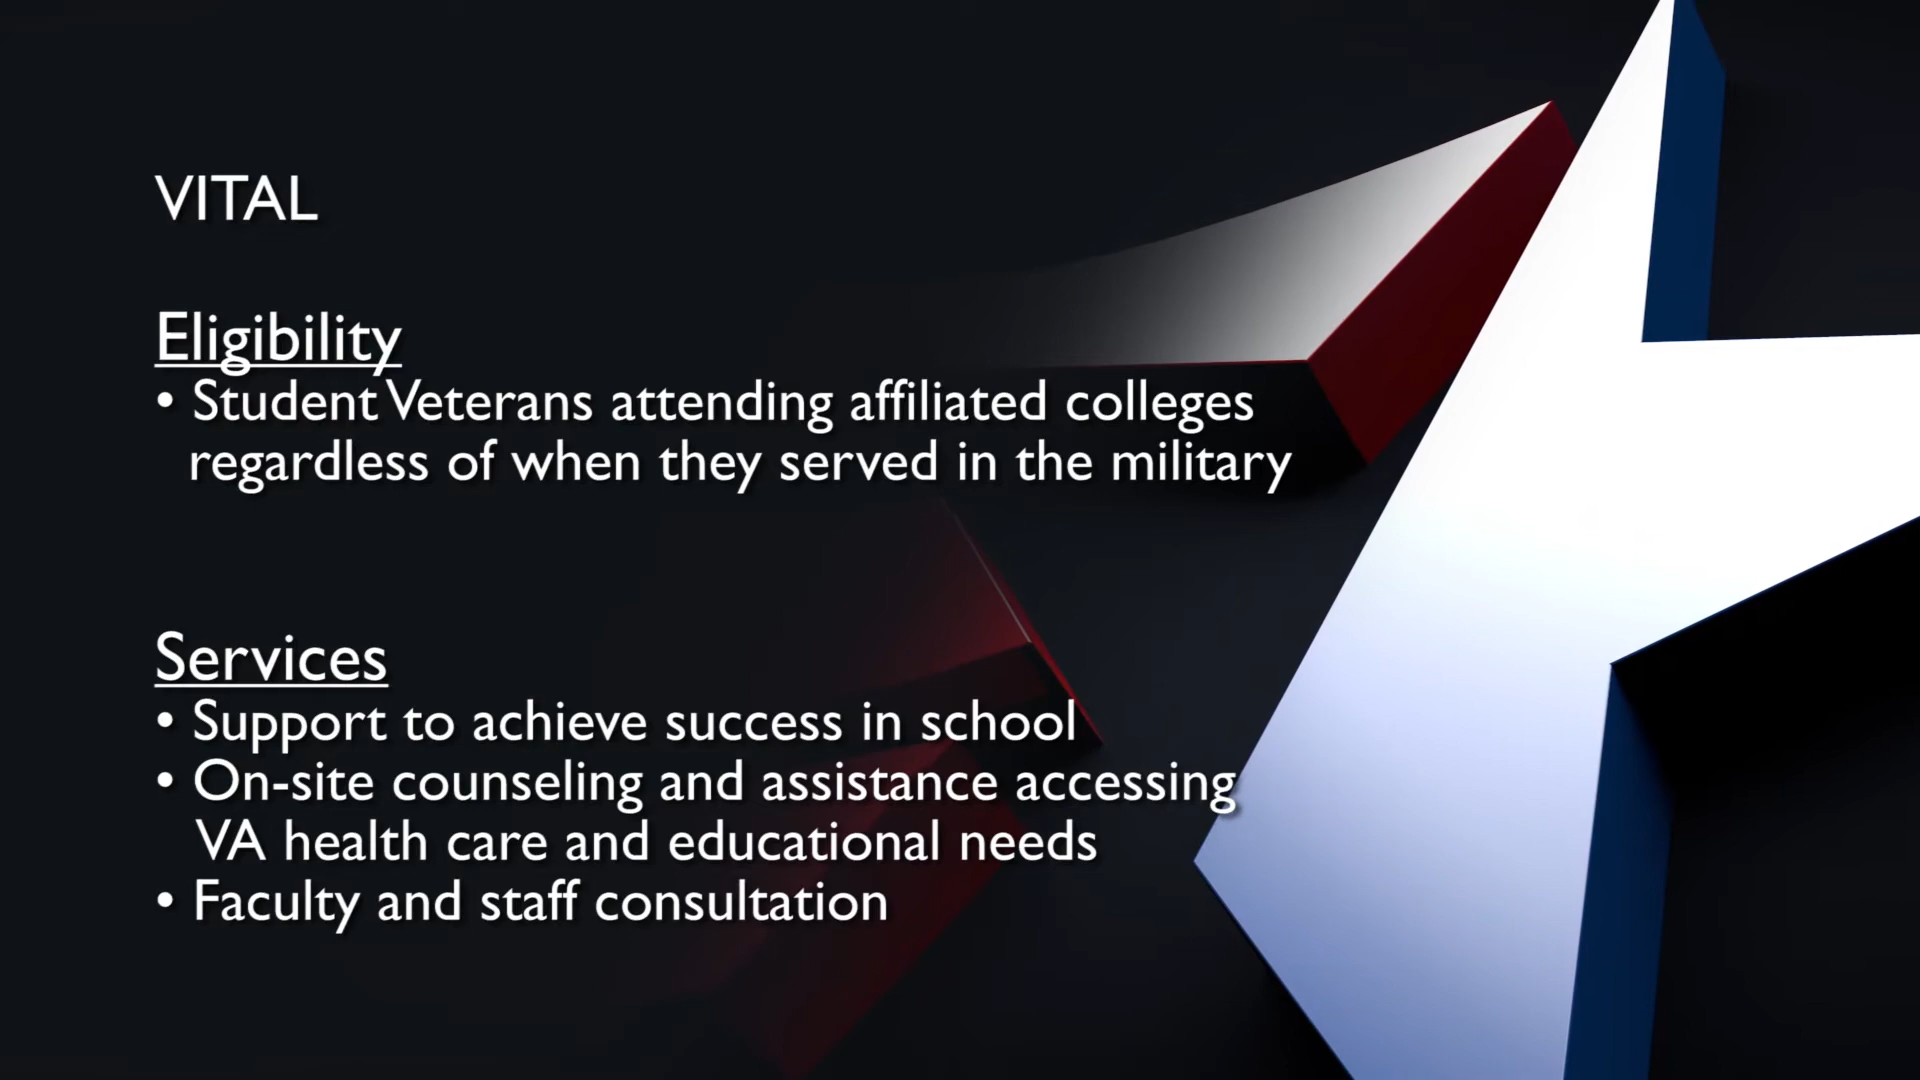 VITAL
Eligibility
• Student Veterans attending affiliated colleges
regardless of when they served in the military
Services
• Support to achieve success in school
• On-site counseling and assistance accessing
VA health care and educational needs
• Faculty and staff consultation